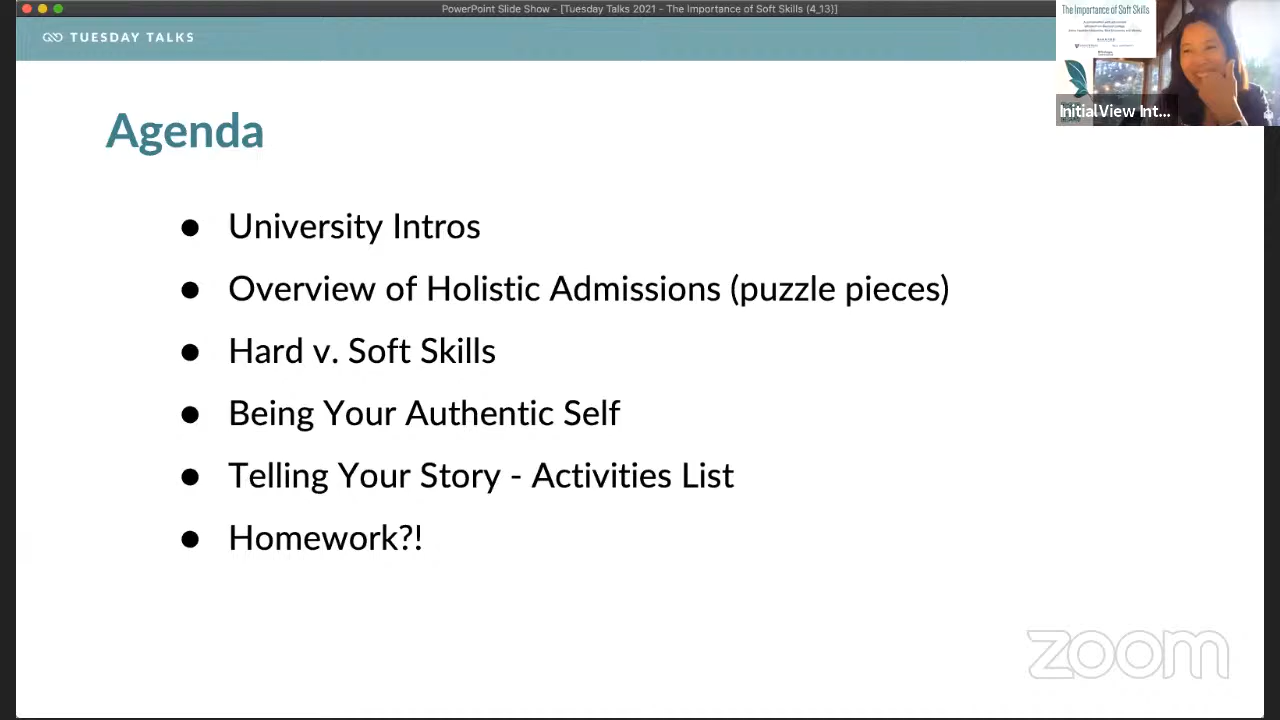 PowerPoint Slide Show - [Tuesday Talks 2021 - The Importance of Soft Skills (4_13)]
TUESDAY TALKS
The Importance of Soft Skills
InitialView Int...
Agenda
● University Intros
● Overview of Holistic Admissions (puzzle pieces)
● Hard v. Soft Skills
● Being Your Authentic Self
● Telling Your Story - Activities List
● Homework?!
zoom